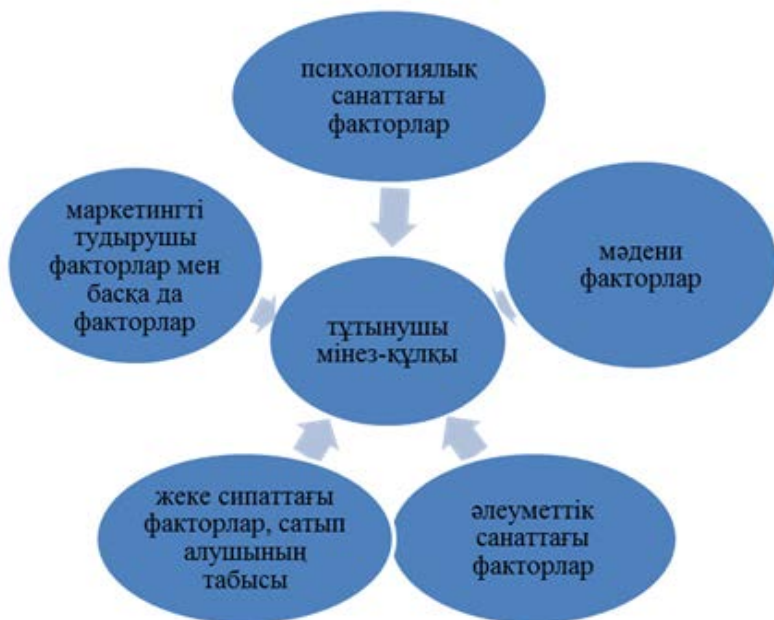 психологиялық
санаттағы
факторлар
маркетингті
тудырушы
факторлар мен
басқа да
факторлар
мәдени
факторлар
тұтынушы
мінез-құлқы
жеке сипаттағы
факторлар, сатып
алушының
табысы
әлеуметтік
санаттағы
факторлар